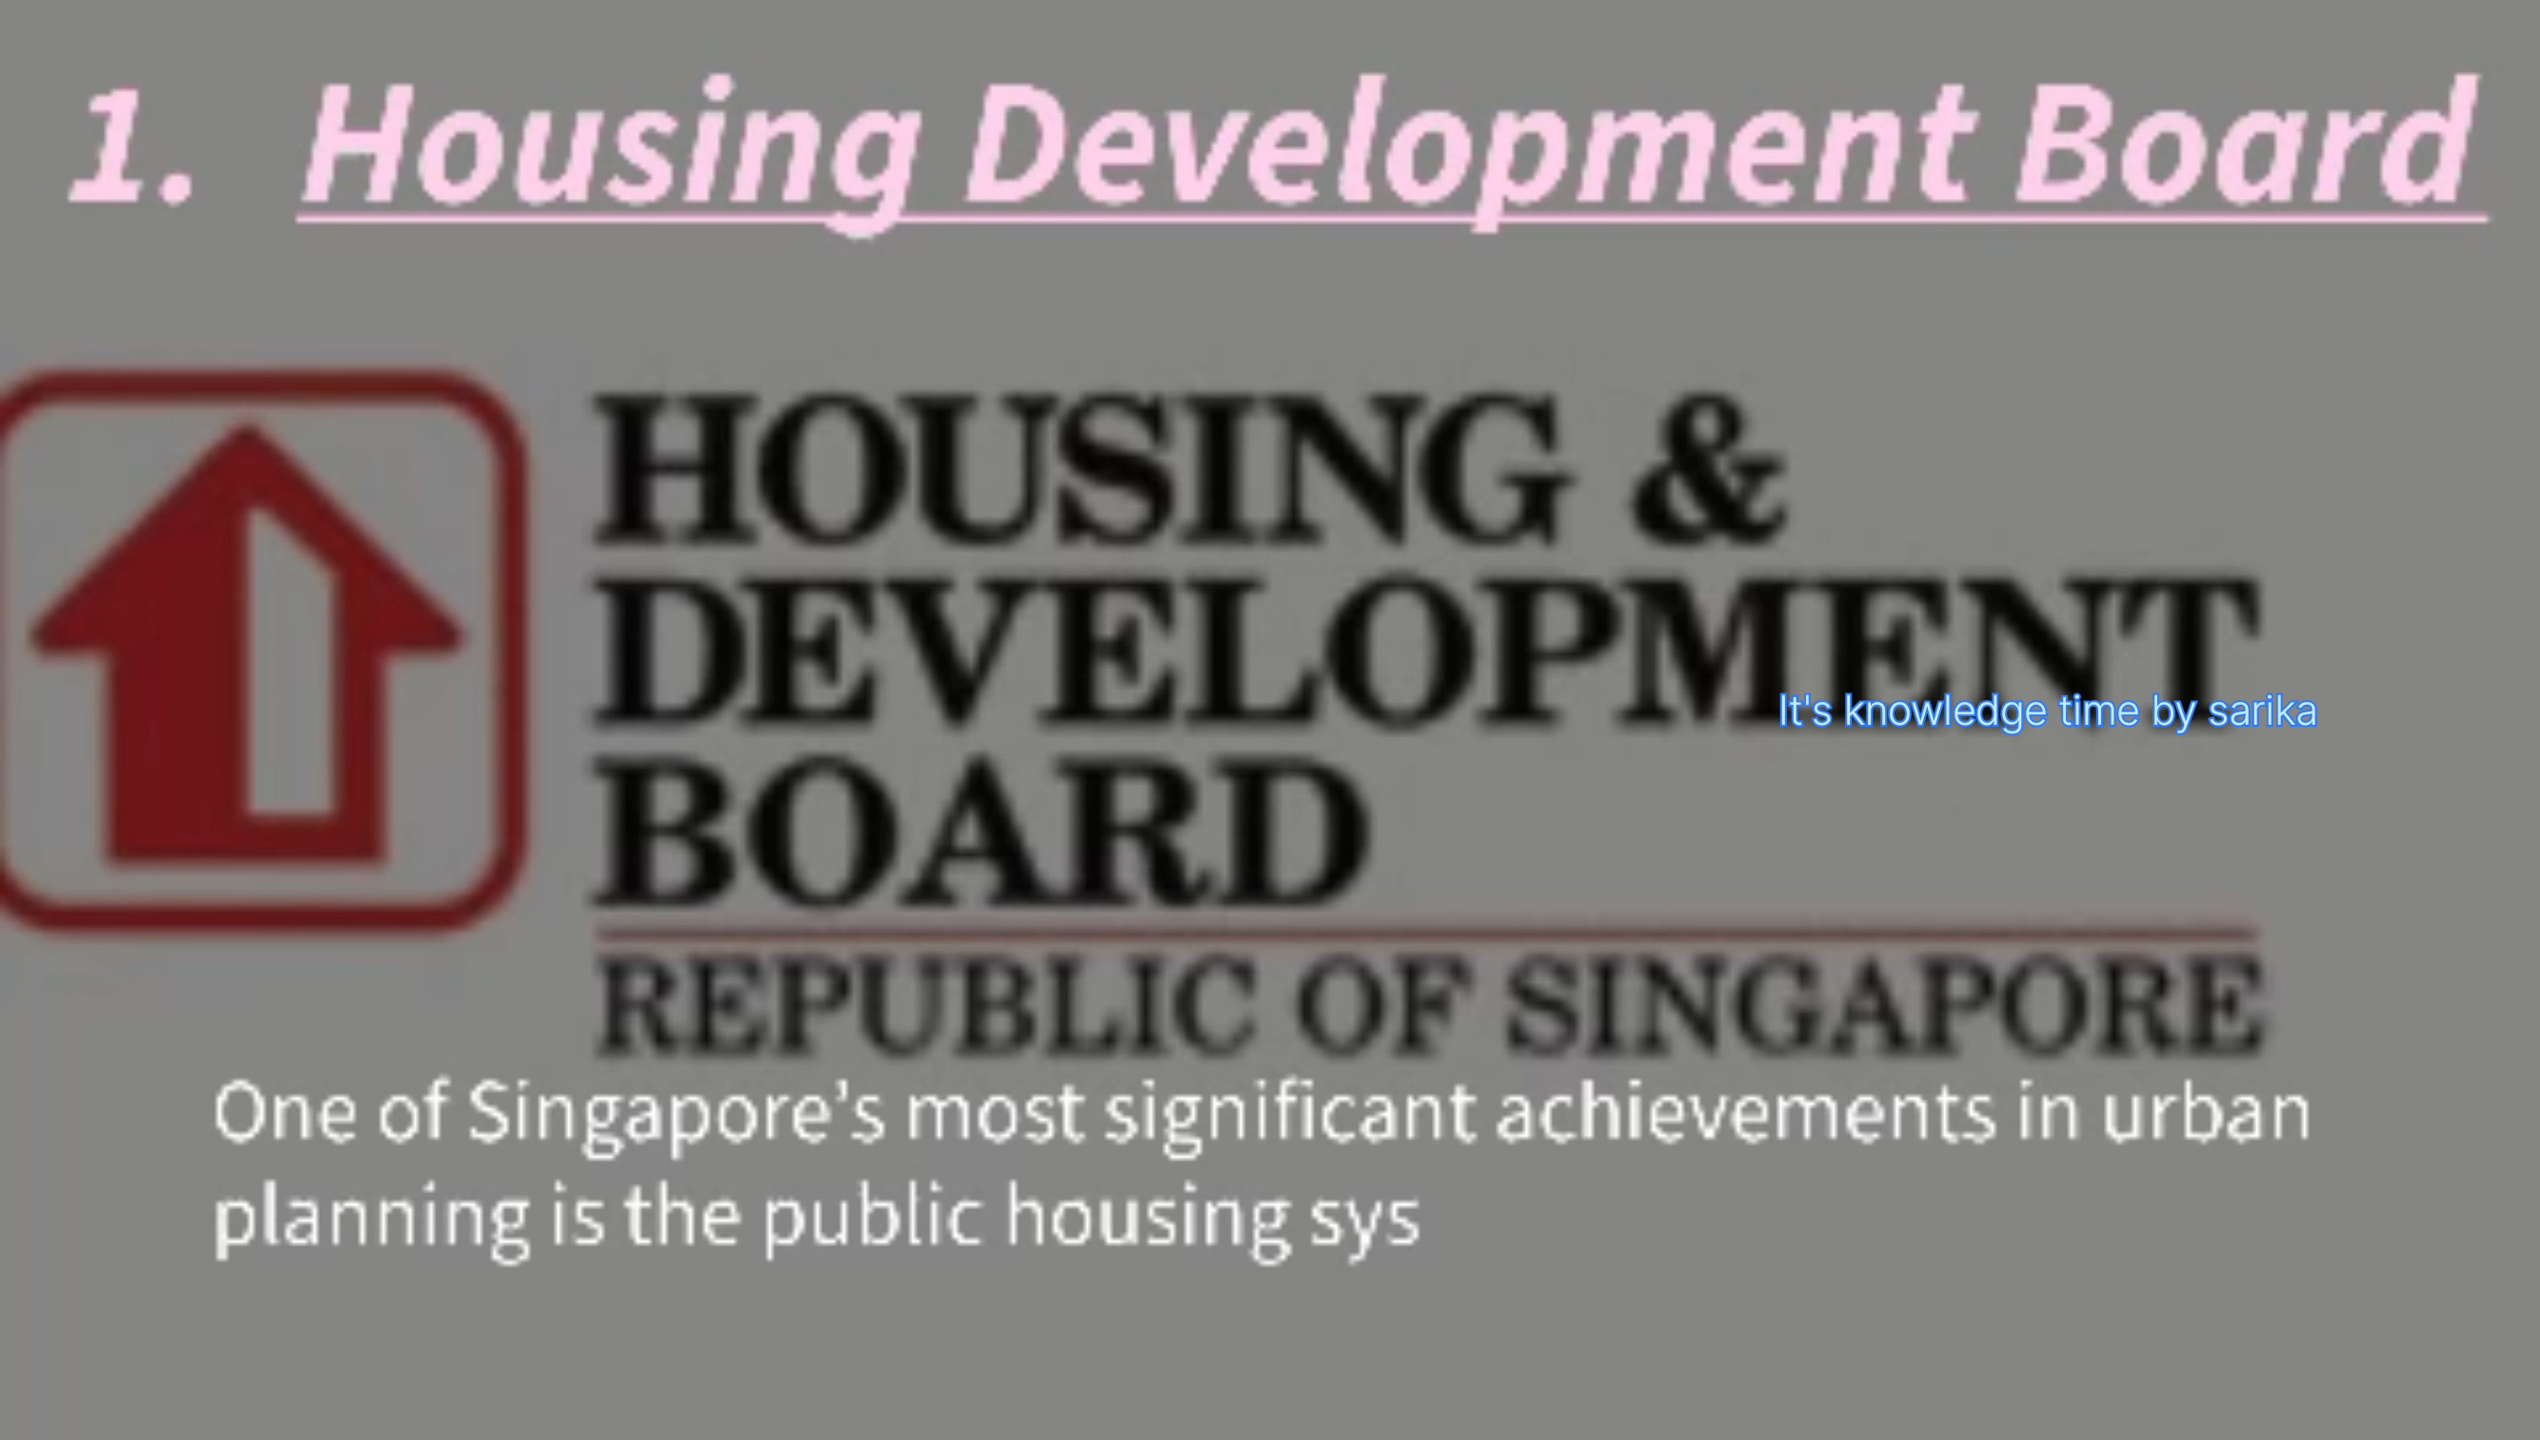 1. Housing Development Board
HOUSING &
DEVELOPMENT
It's knowledge time by sarika
BOARD
REPUBLIC OF SINGAPORE
One of Singapore’s most significant achievements in urban
planning is the public housing sys